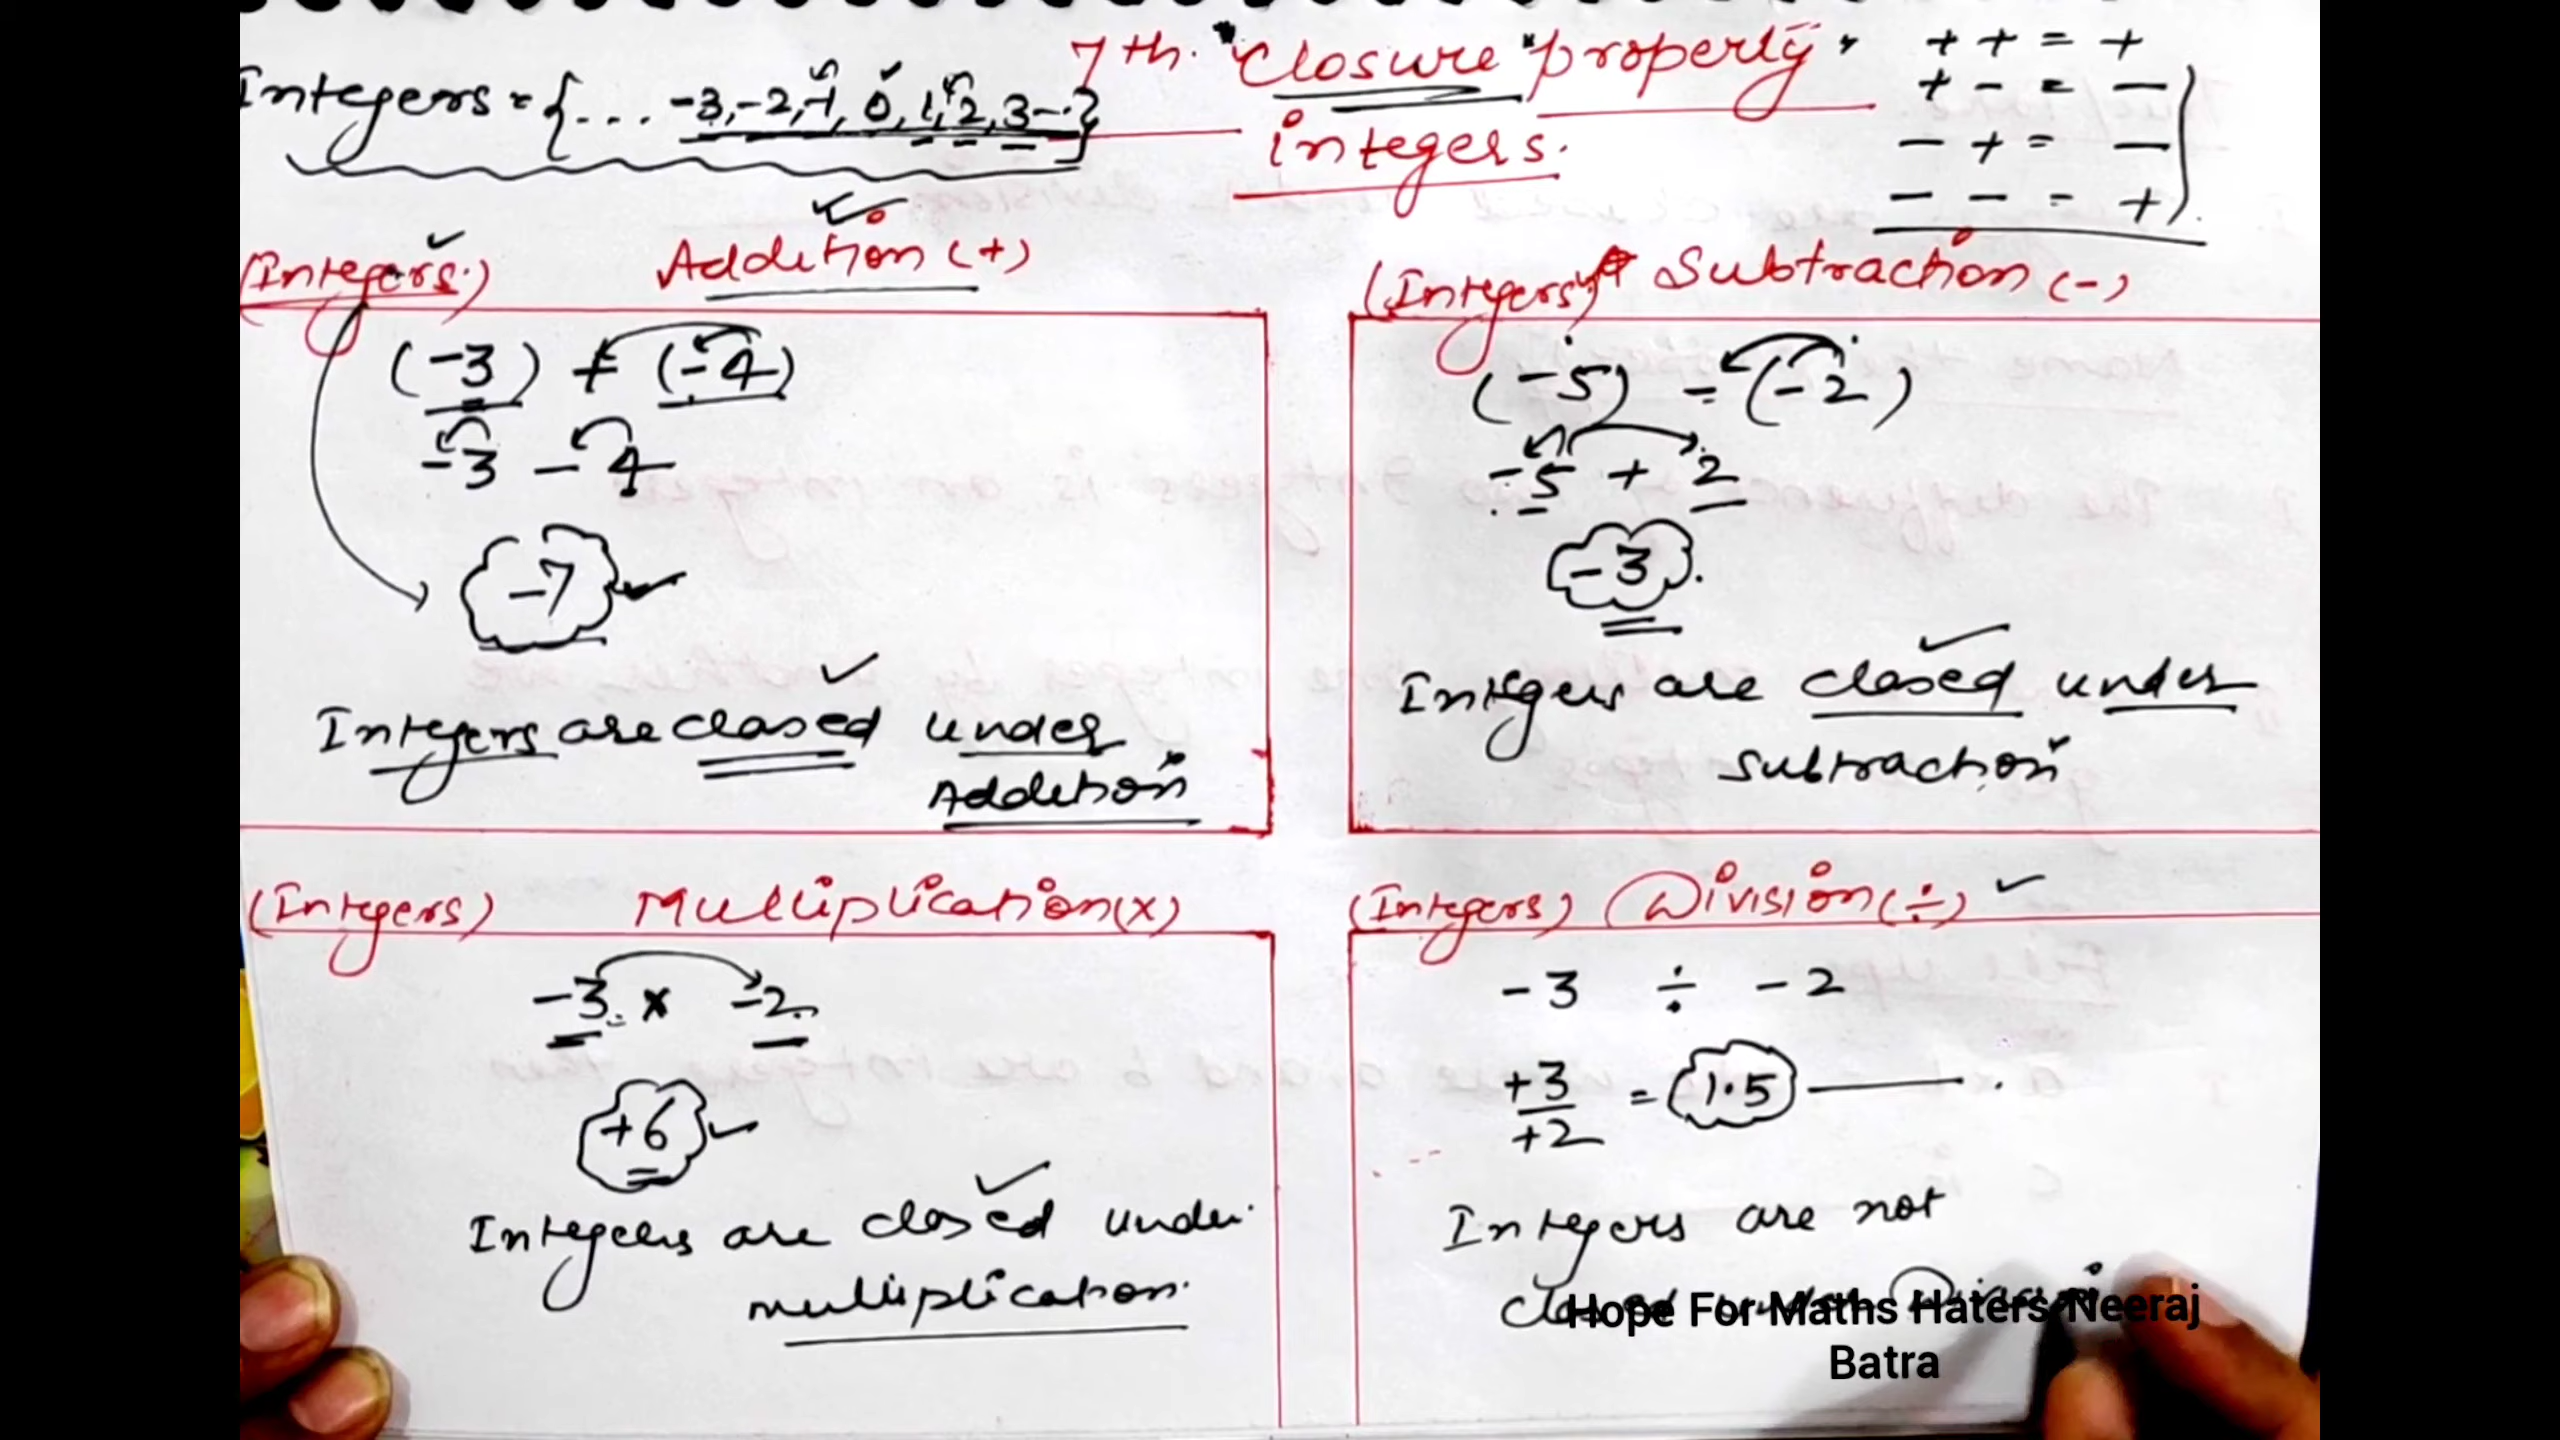 7th. "Closure" property
integers.
Integers = {... -3, -2, -1, 0, 1, 2, 3 ...}
+ + = +
+ - = -
- + = -
- - = +
(Integers.) Addition (+)
(-3) + (-4)
-3 - 4
-7
Integers are closed under
Addition
(Integers) Subtraction (-)
(-5) - (-2)
-5 + 2
-3
Integers are closed under
subtraction
(Integers) Multiplication (x)
-3 x -2
+6
Integers are closed under
multiplication.
(Integers) Division (÷)
-3 ÷ -2
+3/+2 = 1.5
Integers are not
Hope For Maths Haters Neeraj
Batra